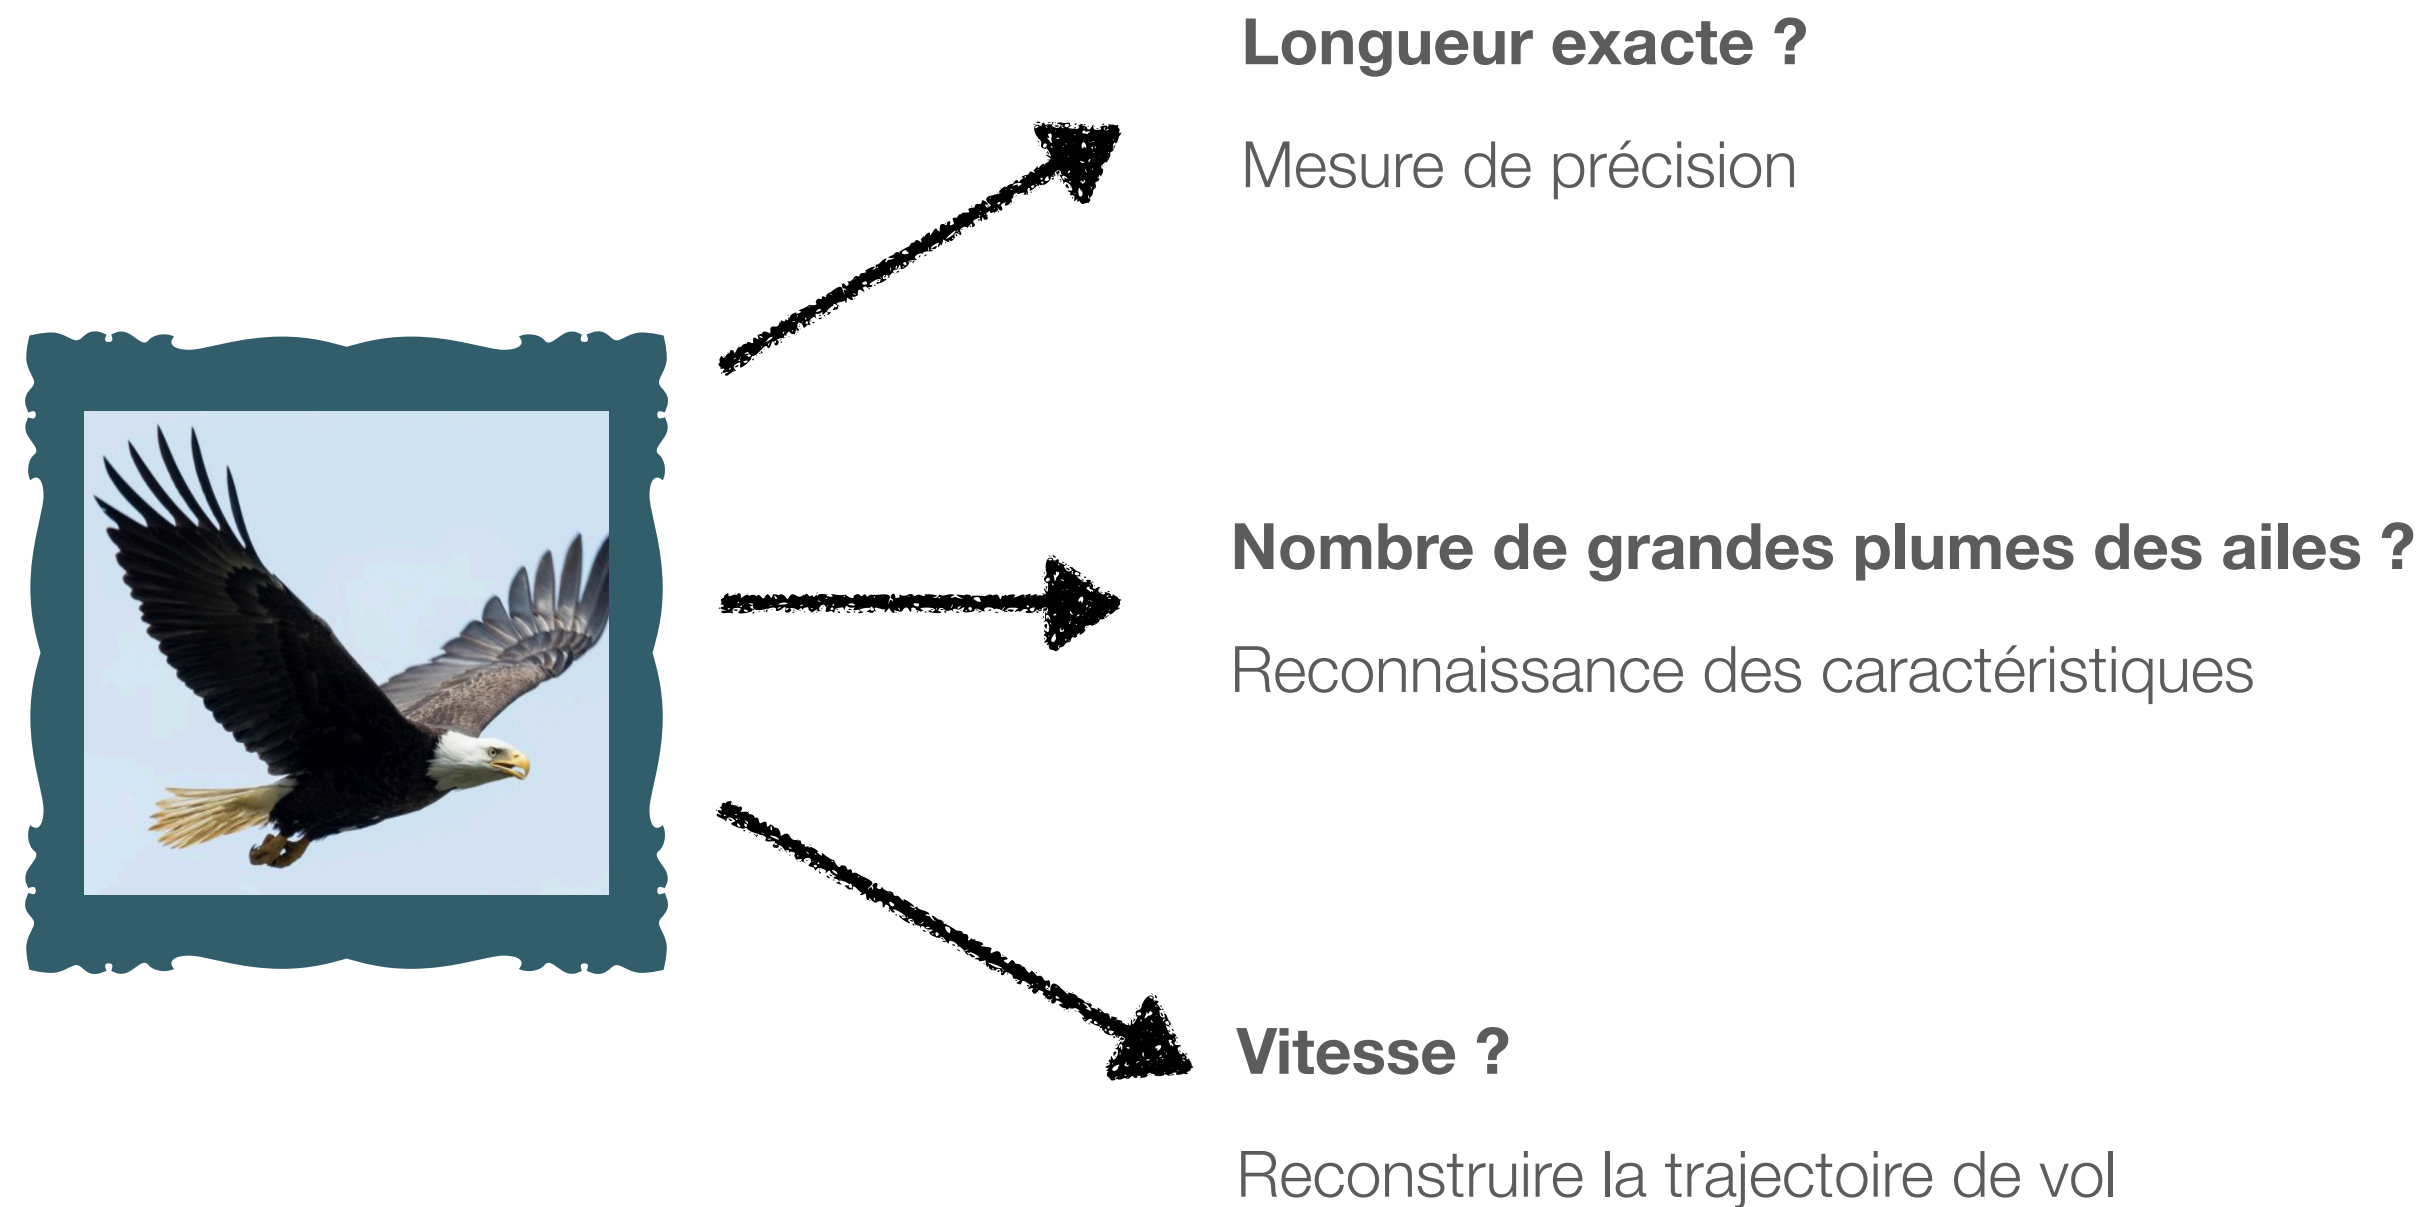 Longueur exacte ?
Mesure de précision
Nombre de grandes plumes des ailes ?
Reconnaissance des caractéristiques
Vitesse ?
Reconstruire la trajectoire de vol